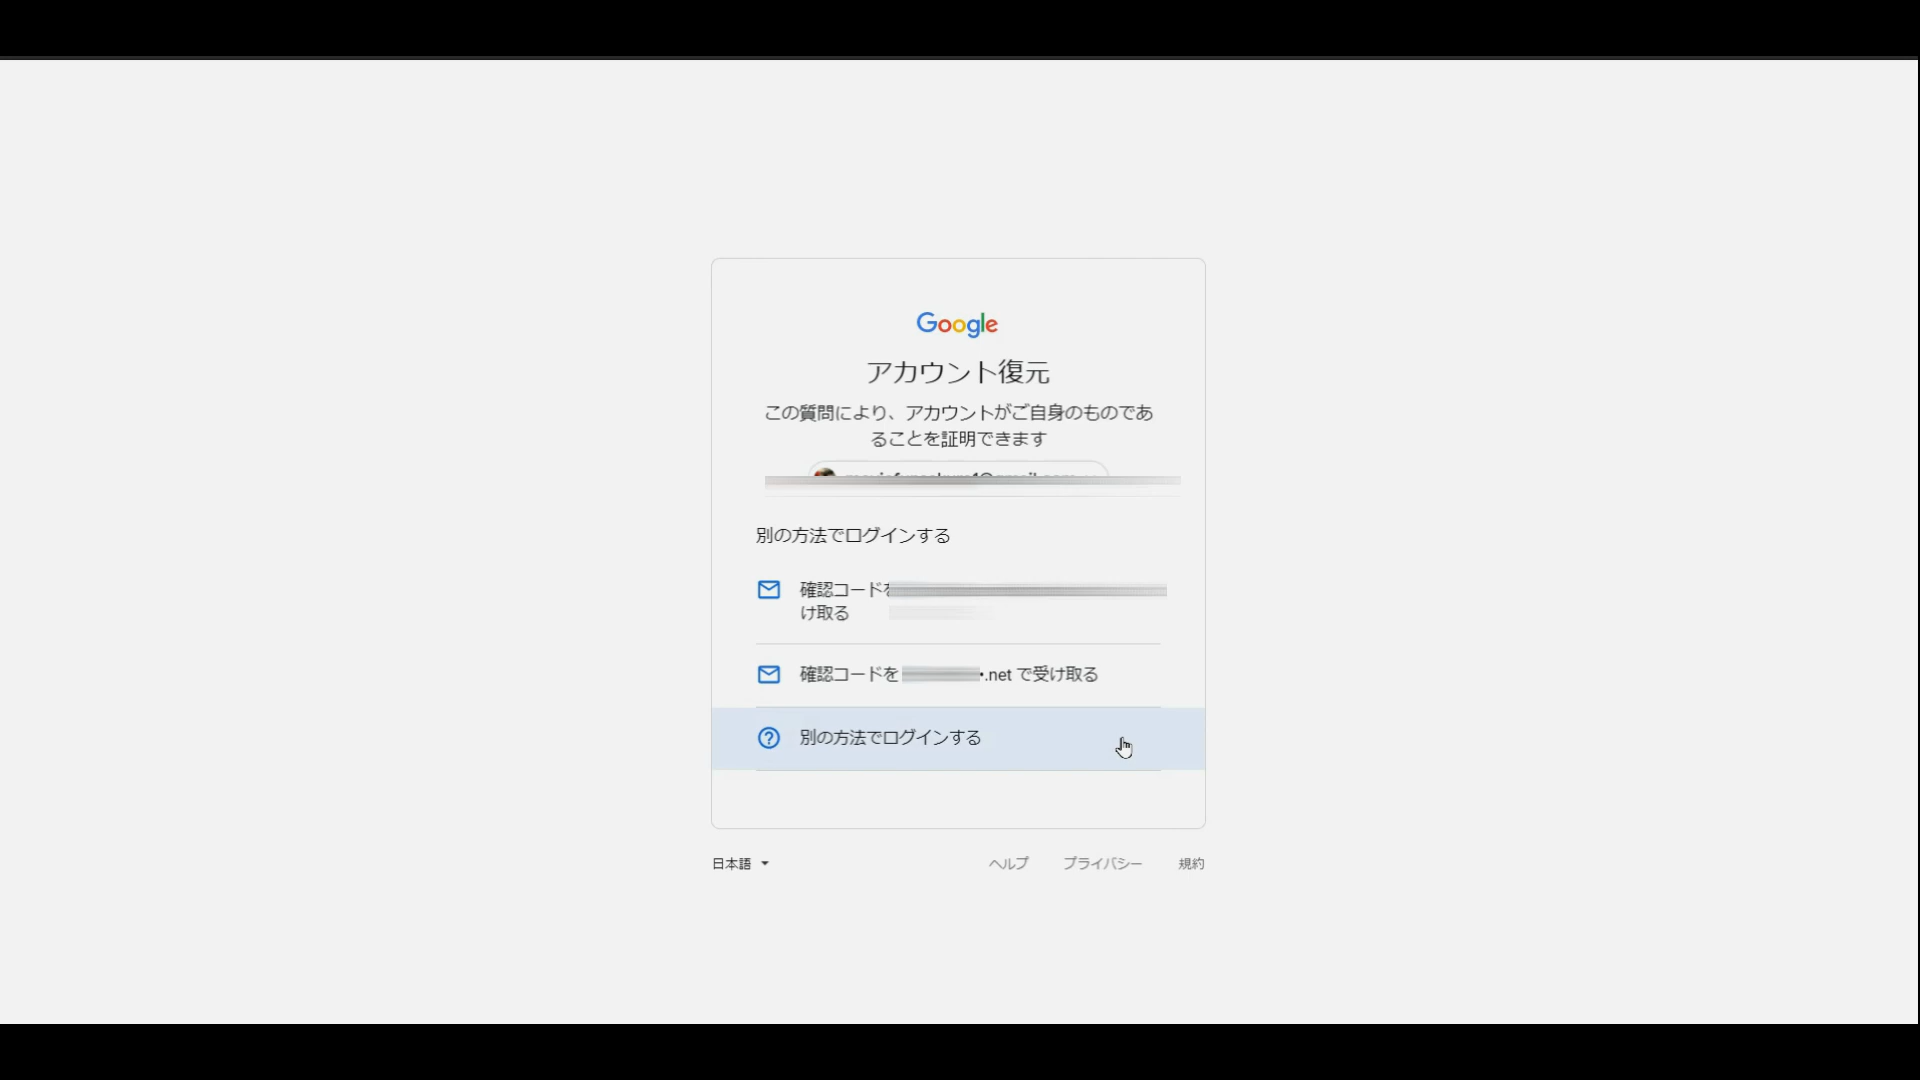 Google
アカウント復元
この質問により、アカウントがご自身のものであ
ることを証明できます
別の方法でログインする
確認コードを
け取る
確認コードを .net で受け取る
別の方法でログインする
日本語
ヘルプ
プライバシー
規約